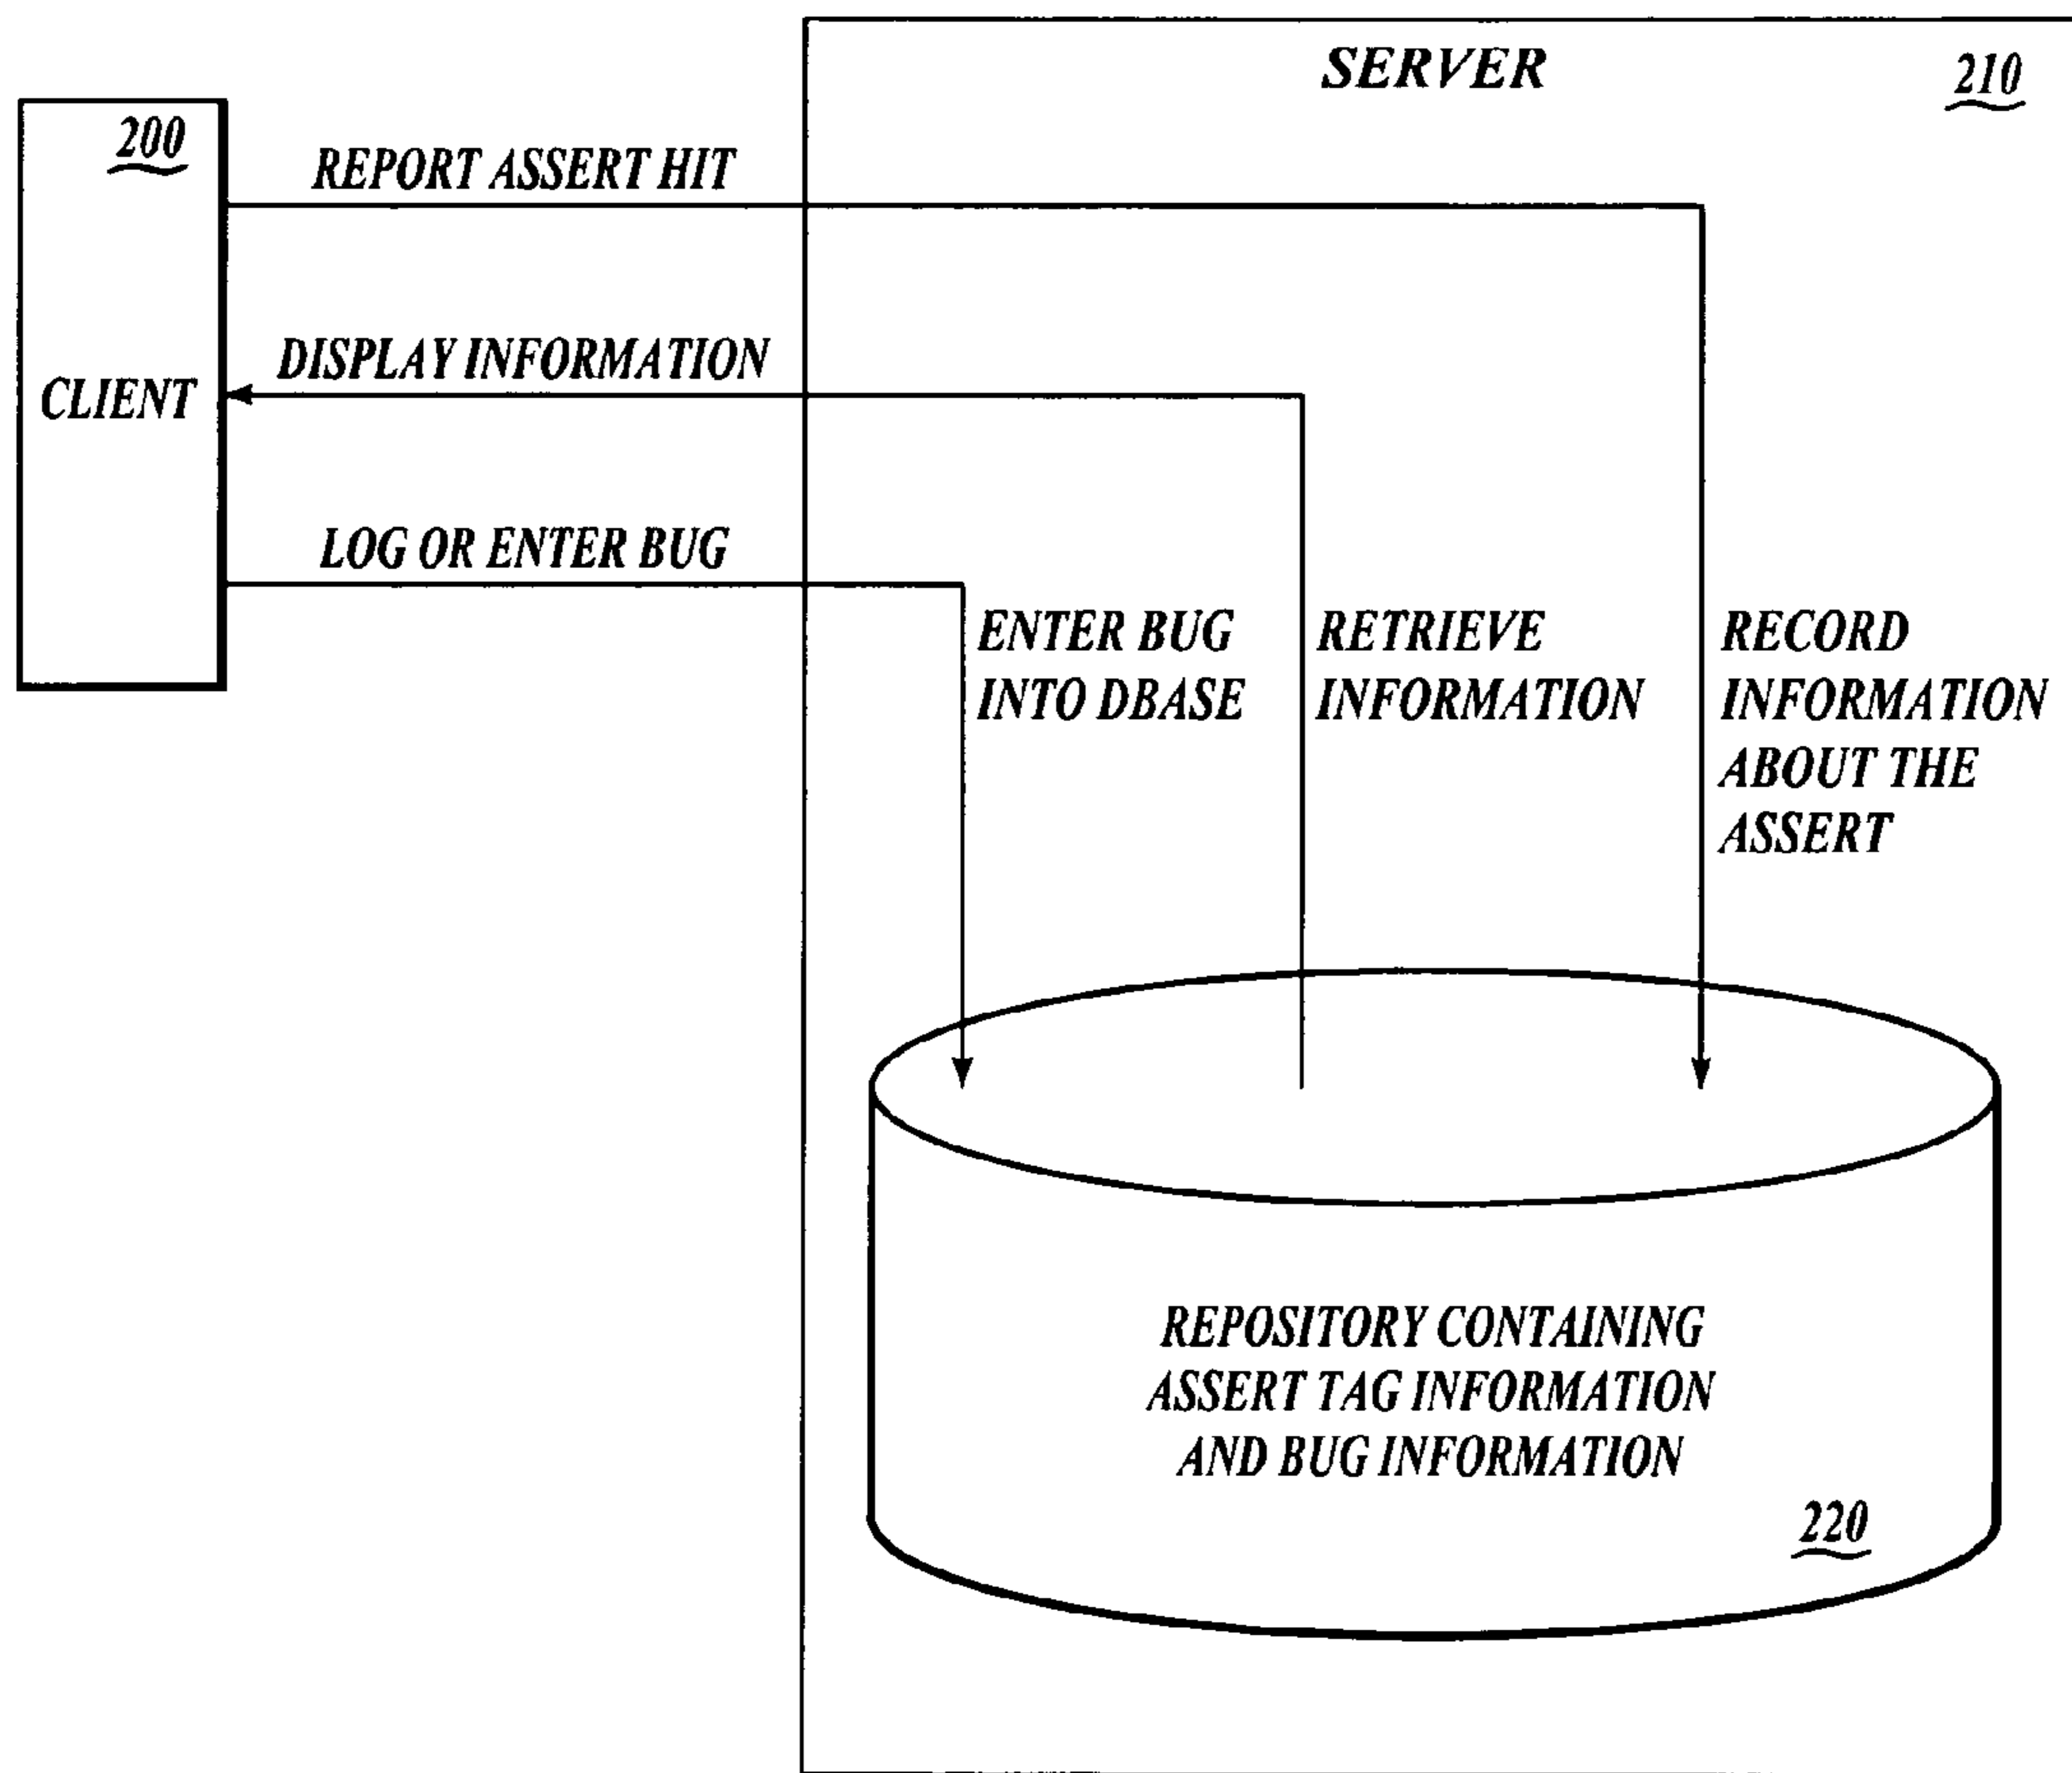 SERVER
210
200
REPORT ASSERT HIT
DISPLAY INFORMATION
CLIENT
LOG OR ENTER BUG
ENTER BUG
INTO DBASE
RETRIEVE
INFORMATION
RECORD
INFORMATION
ABOUT THE
ASSERT
REPOSITORY CONTAINING
ASSERT TAG INFORMATION
AND BUG INFORMATION
220